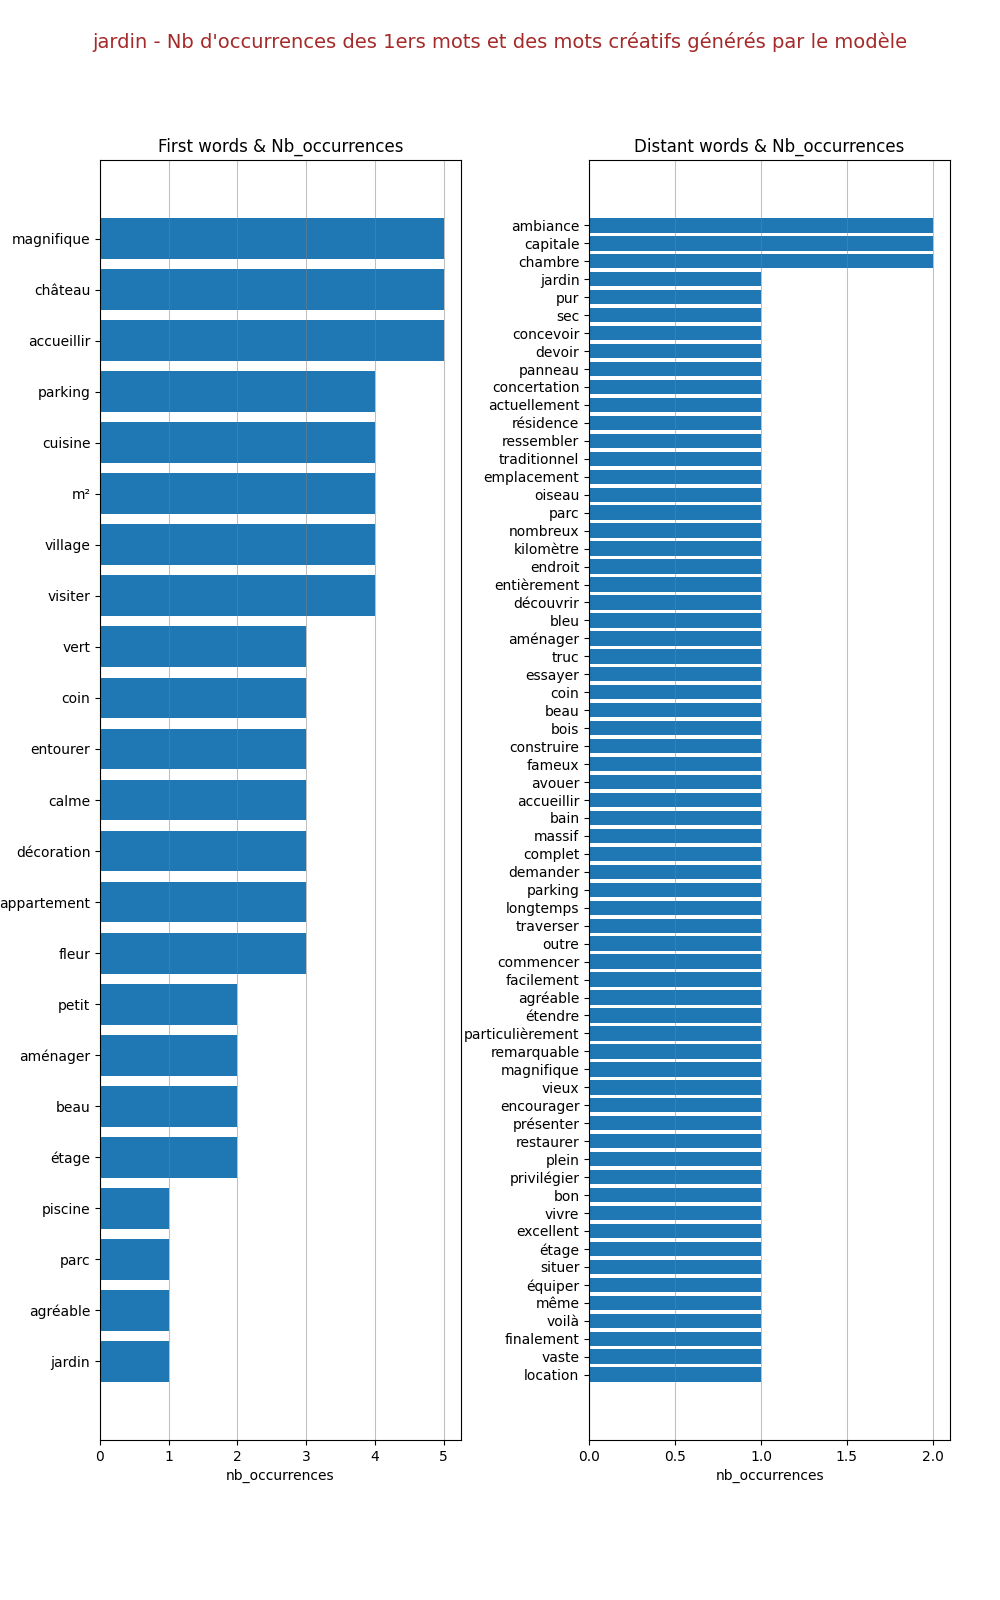 jardin - Nb d'occurrences des 1ers mots et des mots créatifs générés par le modèle
First words & Nb_occurrences
magnifique
château
accueillir
parking
cuisine
m²
village
visiter
vert
coin
entourer
calme
décoration
appartement
fleur
petit
aménager
beau
étage
piscine
parc
agréable
jardin
0 1 2 3 4 5
nb_occurrences
Distant words & Nb_occurrences
ambiance
capitale
chambre
jardin
pur
sec
concevoir
devoir
panneau
concertation
actuellement
résidence
ressembler
traditionnel
emplacement
oiseau
parc
nombreux
kilomètre
endroit
entièrement
découvrir
bleu
aménager
truc
essayer
coin
beau
bois
construire
fameux
avouer
accueillir
bain
massif
complet
demander
parking
longtemps
traverser
outre
commencer
facilement
agréable
étendre
particulièrement
remarquable
magnifique
vieux
encourager
présenter
restaurer
plein
privilégier
bon
vivre
excellent
étage
situer
équiper
même
voilà
finalement
vaste
location
0.0 0.5 1.0 1.5 2.0
nb_occurrences